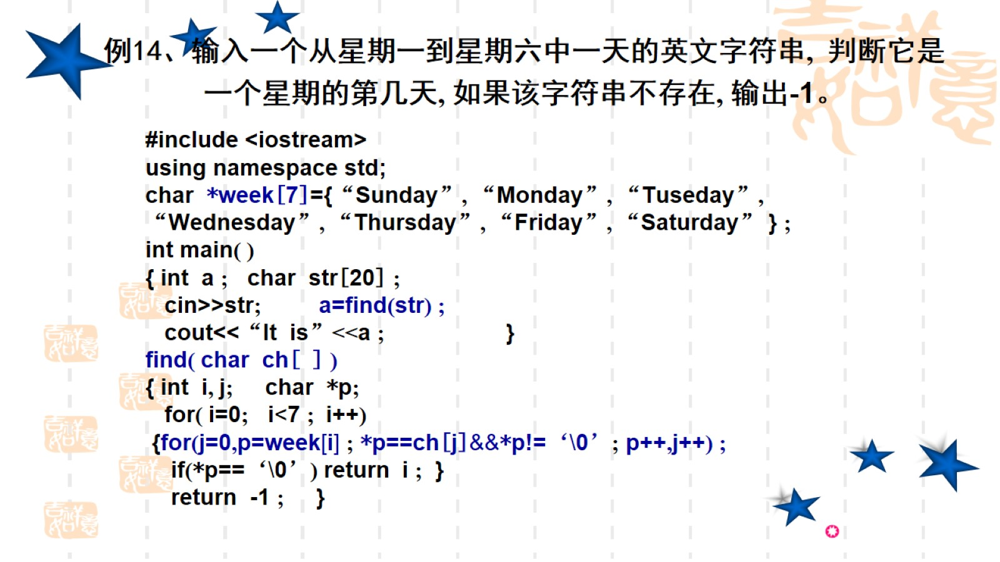 例14、输入一个从星期一到星期六中一天的英文字符串, 判断它是
一个星期的第几天, 如果该字符串不存在, 输出-1。
#include <iostream>
using namespace std;
char *week[7]={“Sunday”, “Monday”, “Tuseday”,
“Wednesday”, “Thursday”, “Friday”, “Saturday” } ;
int main( )
{ int a ; char str[20] ;
cin>>str; a=find(str) ;
cout<<“It is”<<a ; }
find( char ch[ ] )
{ int i, j; char *p;
for( i=0; i<7 ; i++)
{for(j=0,p=week[i] ; *p==ch[j]&&*p!=‘\0’; p++,j++) ;
if(*p==‘\0’) return i ; }
return -1 ; }